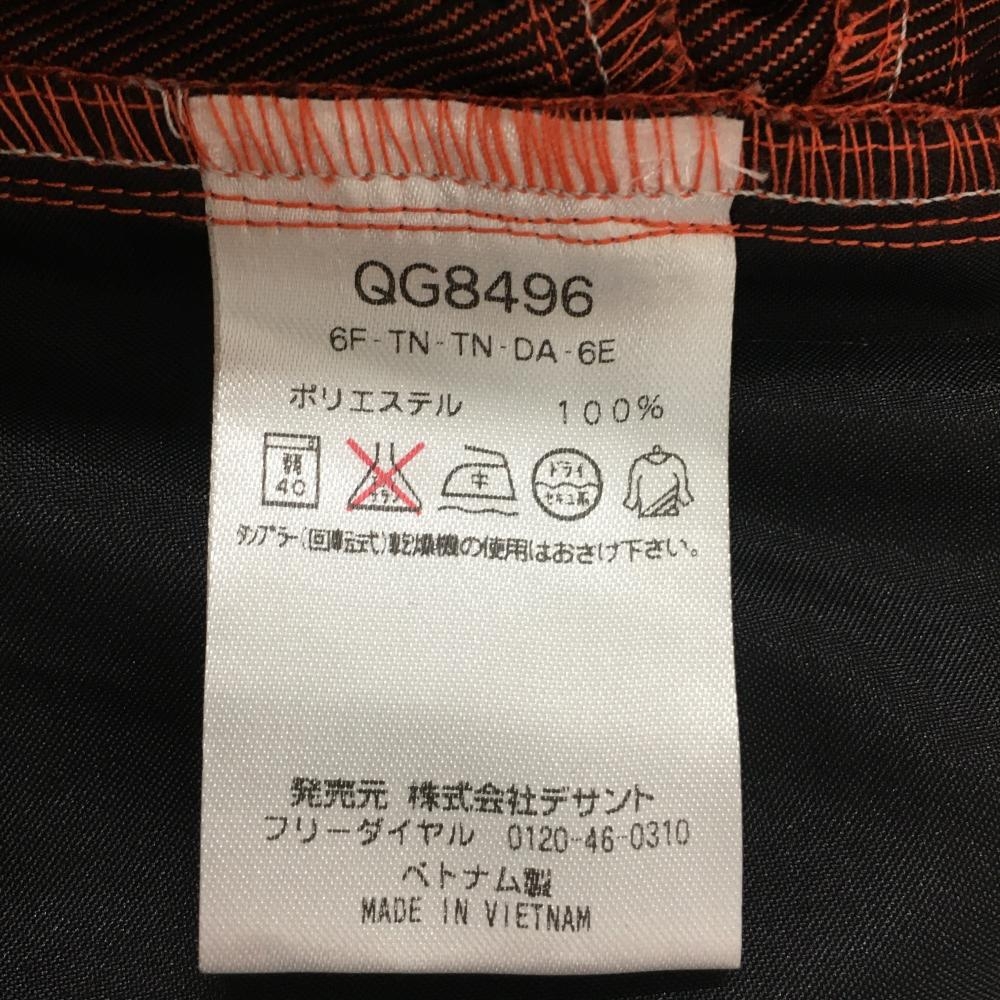 QG8496
6F-TN-TN-DA-6E
ポリエステル 100%
弱 40 中 ドライ セキユ系
タンブラー(回転式)乾燥機の使用はおさけ下さい。
発売元 株式会社デサント
フリーダイヤル 0120-46-0310
ベトナム製
MADE IN VIETNAM